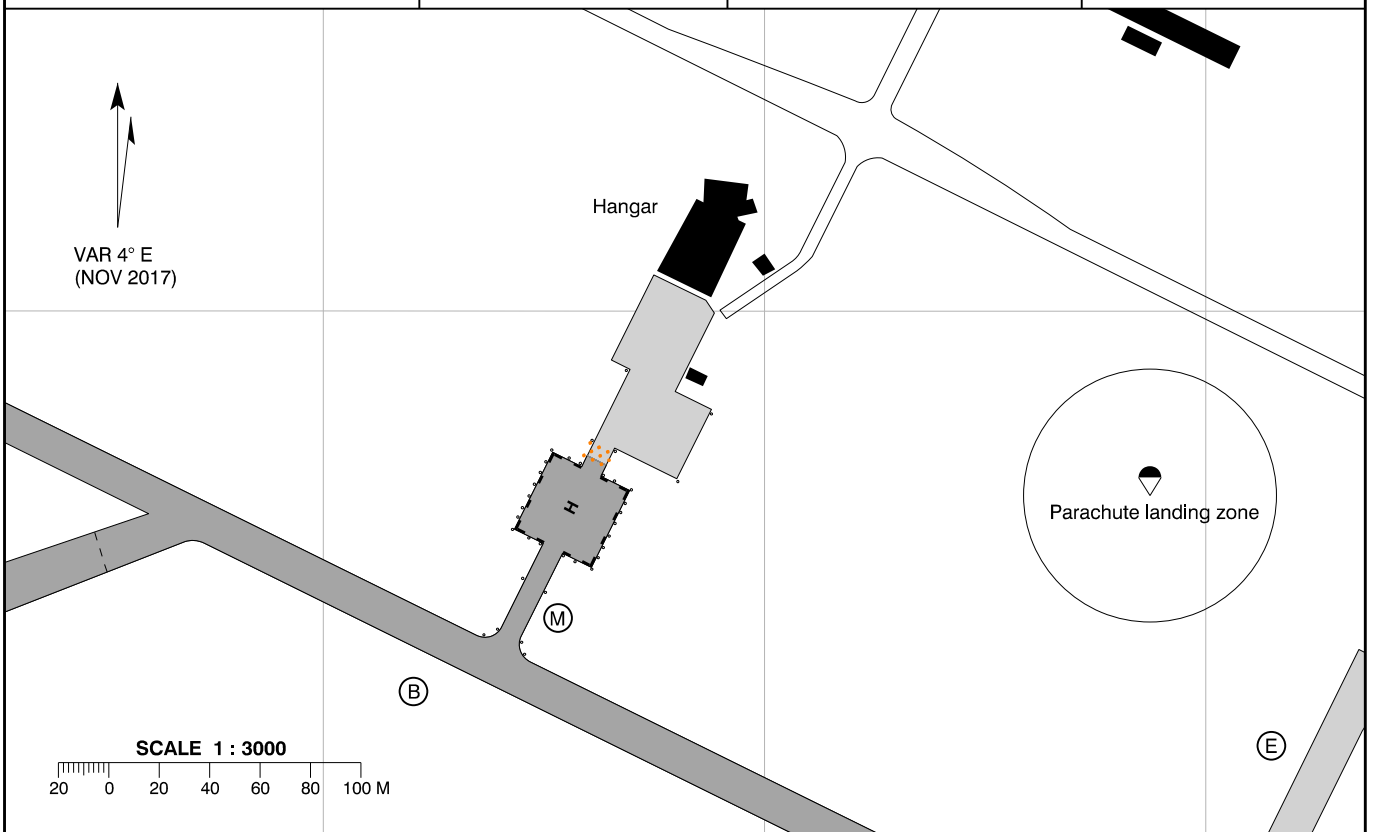 Hangar
VAR 4° E
(NOV 2017)
H
Parachute landing zone
M
B
E
SCALE 1 : 3000
20 0 20 40 60 80 100 M